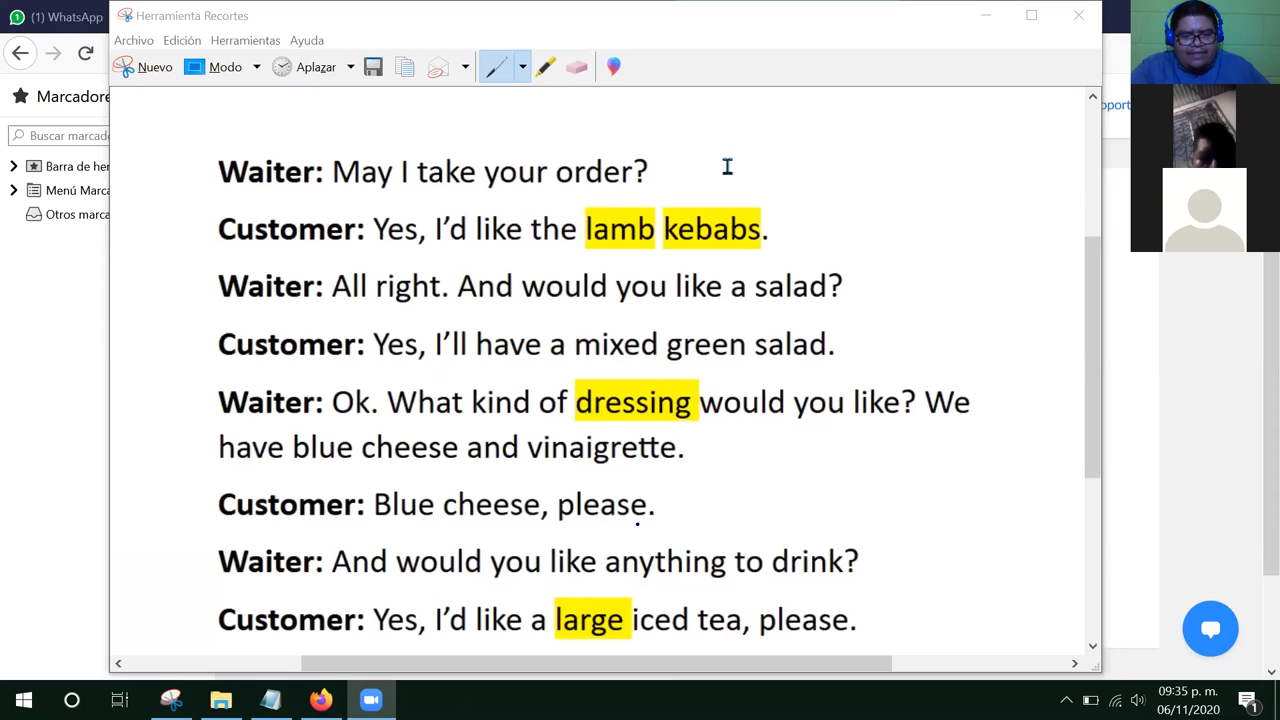 (1) WhatsApp
Herramienta Recortes
Archivo Edición Herramientas Ayuda
Nuevo Modo Aplazar
Marcadore
Buscar marcado
Barra de her
Menú Marca
Otros marca
pport
Waiter: May I take your order?
Customer: Yes, I’d like the lamb kebabs.
Waiter: All right. And would you like a salad?
Customer: Yes, I’ll have a mixed green salad.
Waiter: Ok. What kind of dressing would you like? We
have blue cheese and vinaigrette.
Customer: Blue cheese, please.
Waiter: And would you like anything to drink?
Customer: Yes, I’d like a large iced tea, please.
09:35 p. m.
06/11/2020
1